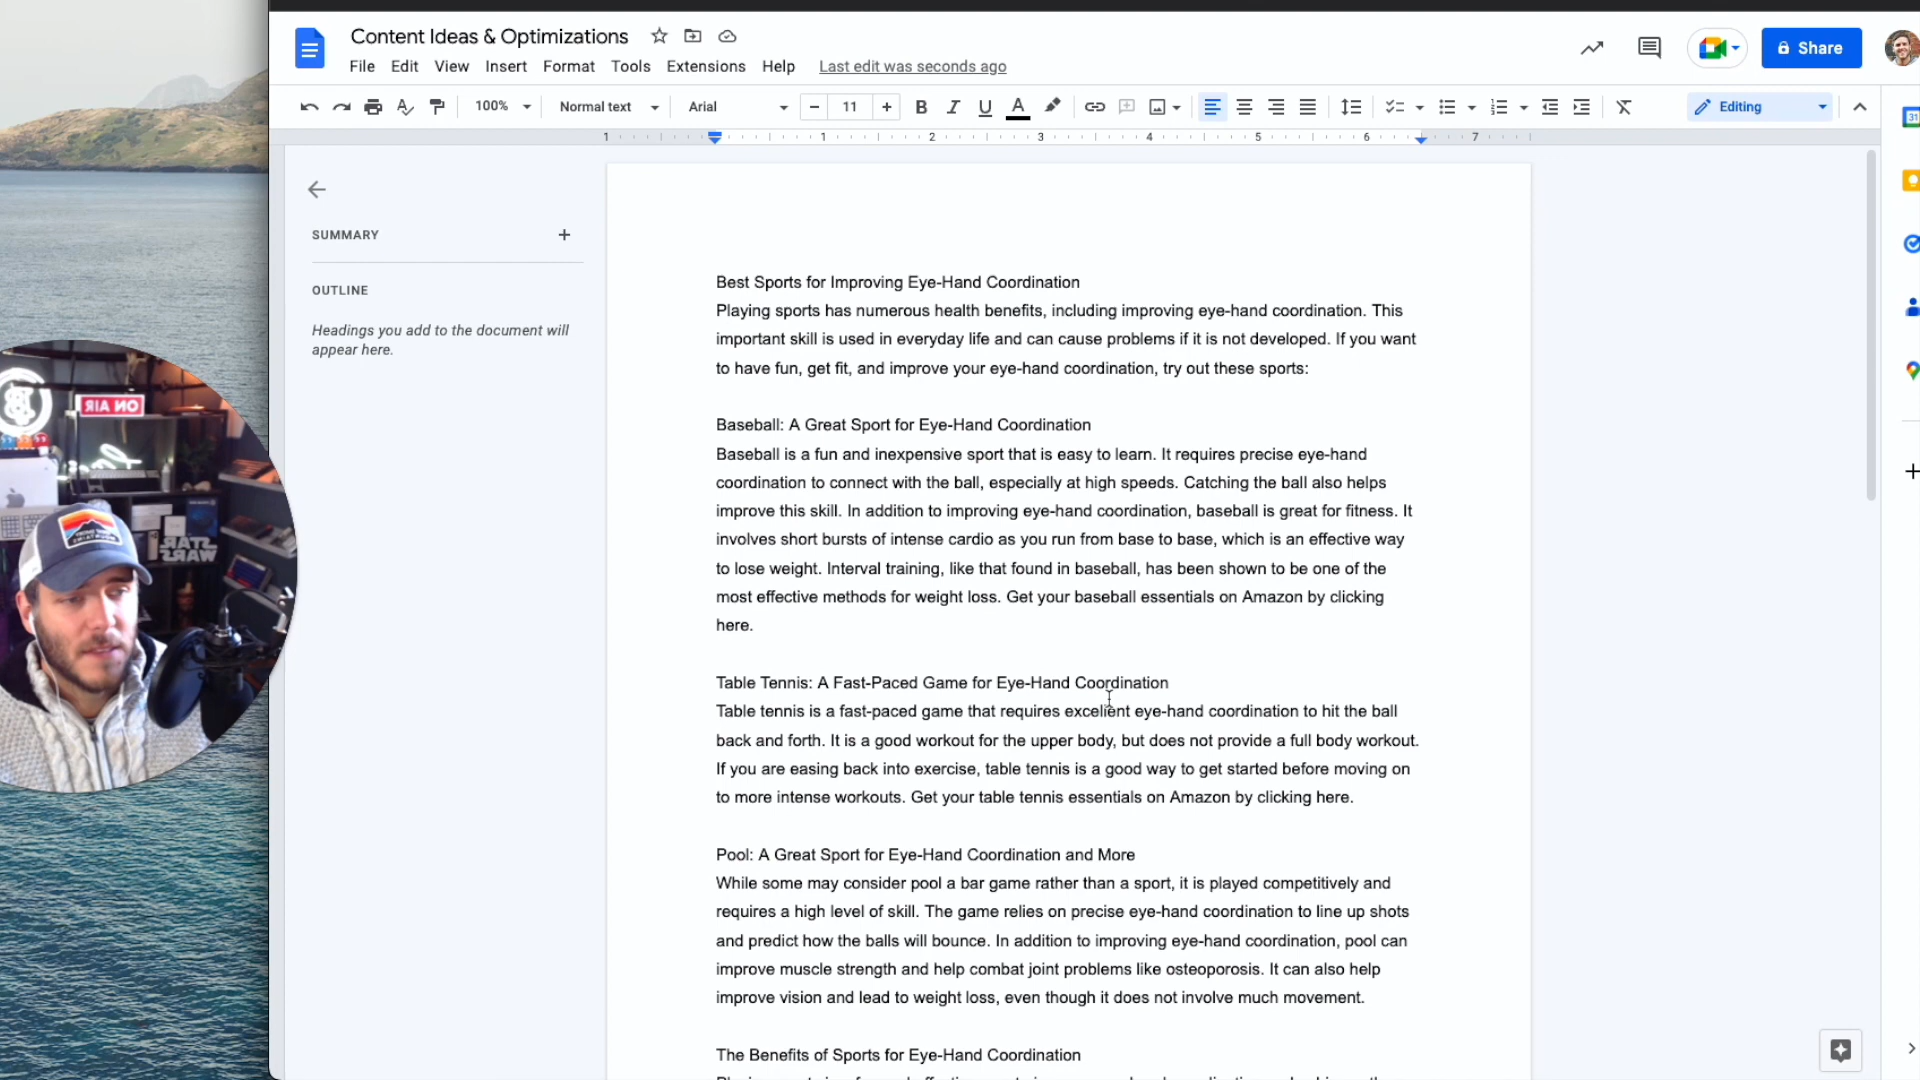 Content Ideas & Optimizations
File Edit View Insert Format Tools Extensions Help Last edit was seconds ago
Share
100% Normal text Arial 11 Editing
1 1 2 3 4 5 6 7
31
SUMMARY
OUTLINE
Headings you add to the document will
appear here.
ON AIR
STAR
WARS
Best Sports for Improving Eye-Hand Coordination
Playing sports has numerous health benefits, including improving eye-hand coordination. This
important skill is used in everyday life and can cause problems if it is not developed. If you want
to have fun, get fit, and improve your eye-hand coordination, try out these sports:
Baseball: A Great Sport for Eye-Hand Coordination
Baseball is a fun and inexpensive sport that is easy to learn. It requires precise eye-hand
coordination to connect with the ball, especially at high speeds. Catching the ball also helps
improve this skill. In addition to improving eye-hand coordination, baseball is great for fitness. It
involves short bursts of intense cardio as you run from base to base, which is an effective way
to lose weight. Interval training, like that found in baseball, has been shown to be one of the
most effective methods for weight loss. Get your baseball essentials on Amazon by clicking
here.
Table Tennis: A Fast-Paced Game for Eye-Hand Coordination
Table tennis is a fast-paced game that requires excellent eye-hand coordination to hit the ball
back and forth. It is a good workout for the upper body, but does not provide a full body workout.
If you are easing back into exercise, table tennis is a good way to get started before moving on
to more intense workouts. Get your table tennis essentials on Amazon by clicking here.
Pool: A Great Sport for Eye-Hand Coordination and More
While some may consider pool a bar game rather than a sport, it is played competitively and
requires a high level of skill. The game relies on precise eye-hand coordination to line up shots
and predict how the balls will bounce. In addition to improving eye-hand coordination, pool can
improve muscle strength and help combat joint problems like osteoporosis. It can also help
improve vision and lead to weight loss, even though it does not involve much movement.
The Benefits of Sports for Eye-Hand Coordination